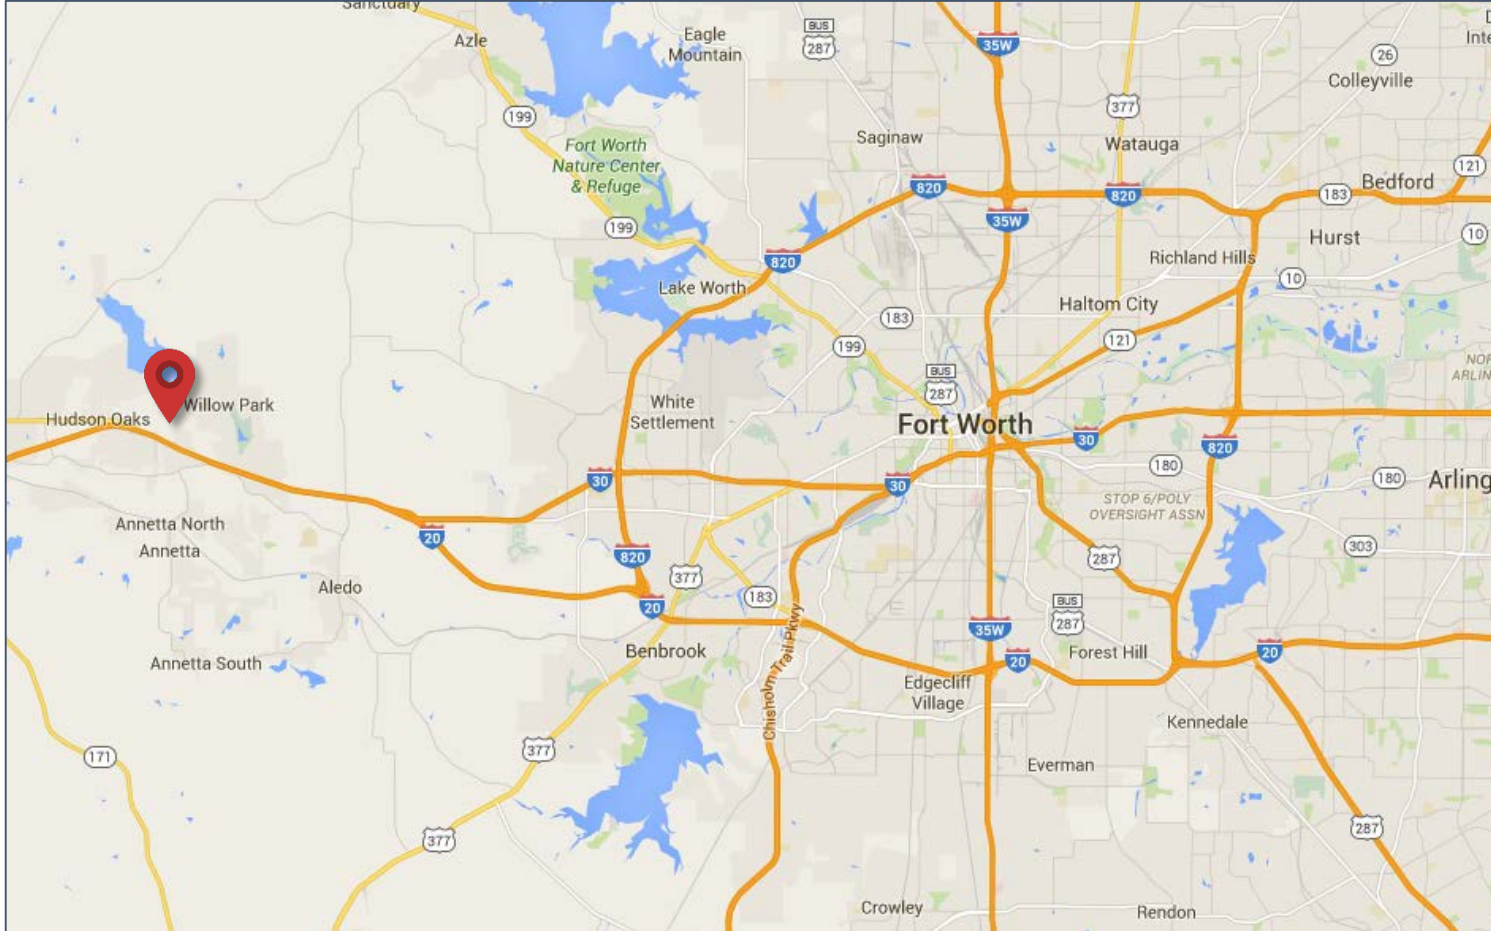 Sanctuary
Azle
Eagle
Mountain
BUS
287
35W
26
Colleyville
377
199
Fort Worth
Nature Center
& Refuge
Saginaw
Watauga
121
Bedford
820
820
183
35W
199
10
Hurst
Richland Hills
820
10
Lake Worth
Haltom City
183
199
121
BUS
287
White
Settlement
Willow Park
Hudson Oaks
Fort Worth
30
820
180
180
Arling
30
30
STOP 6/POLY
OVERSIGHT ASSN
Annetta North
Annetta
20
303
820
287
Aledo
377
183
20
BUS
287
35W
Chisholm Trail Pkwy
Benbrook
Forest Hill
20
20
Annetta South
Edgecliff
Village
Kennedale
377
171
Everman
287
377
Crowley
Rendon